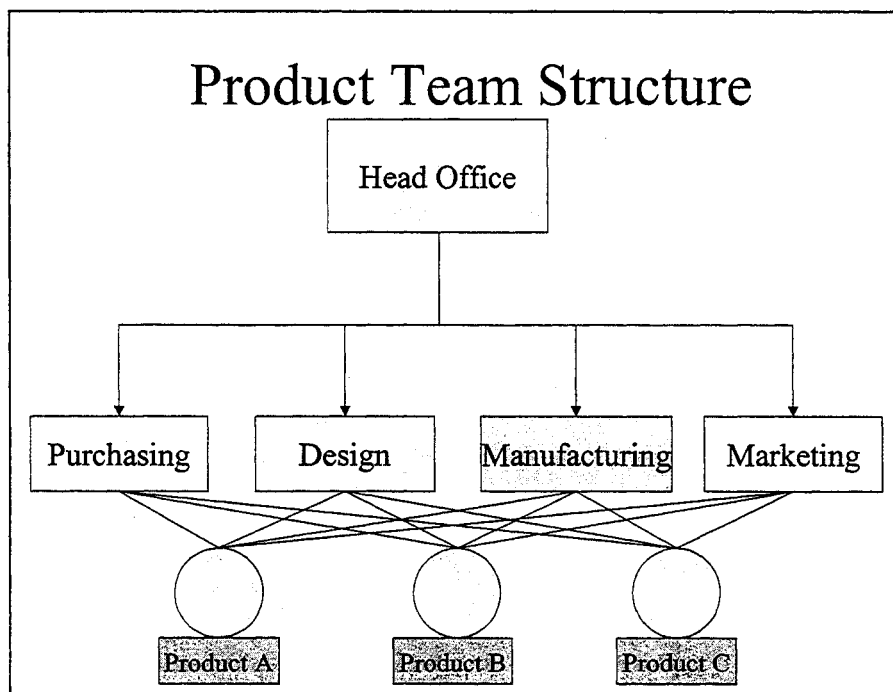 Product Team Structure
Head Office
Purchasing
Design
Manufacturing
Marketing
Product A
Product B
Product C